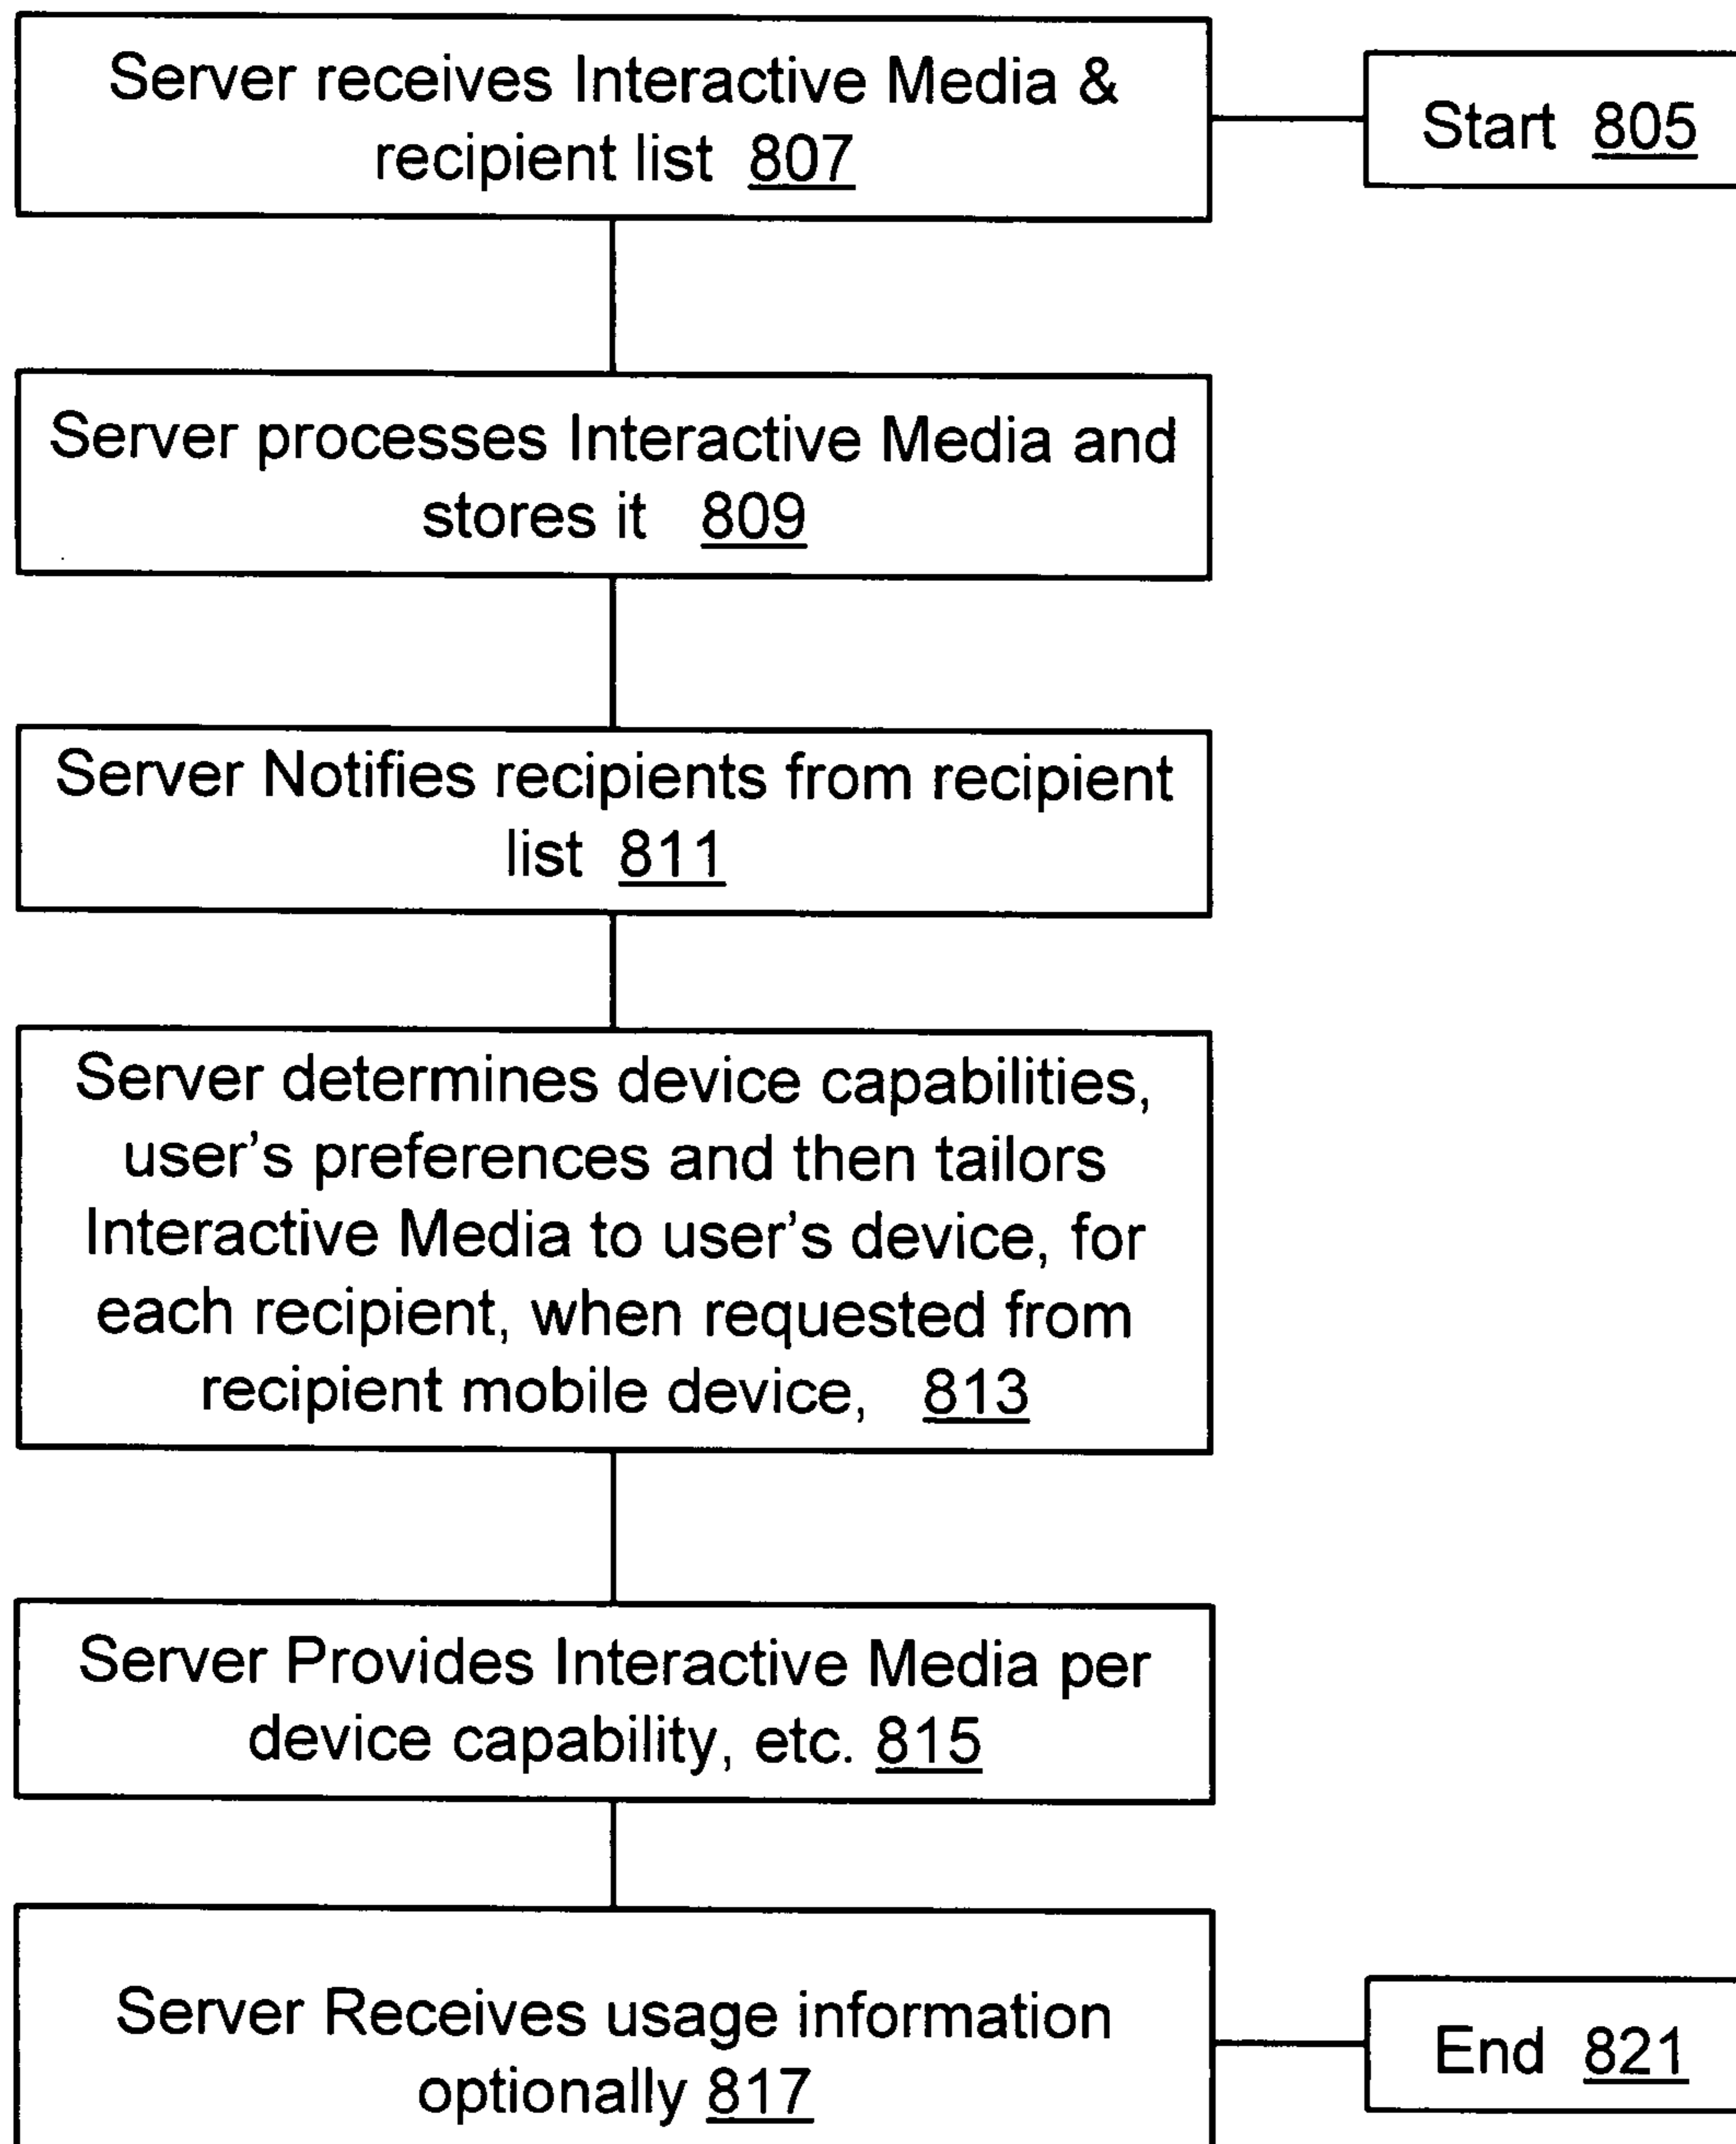 Server receives Interactive Media &
recipient list 807
Start 805
Server processes Interactive Media and
stores it 809
Server Notifies recipients from recipient
list 811
Server determines device capabilities,
user's preferences and then tailors
Interactive Media to user's device, for
each recipient, when requested from
recipient mobile device, 813
Server Provides Interactive Media per
device capability, etc. 815
Server Receives usage information
optionally 817
End 821